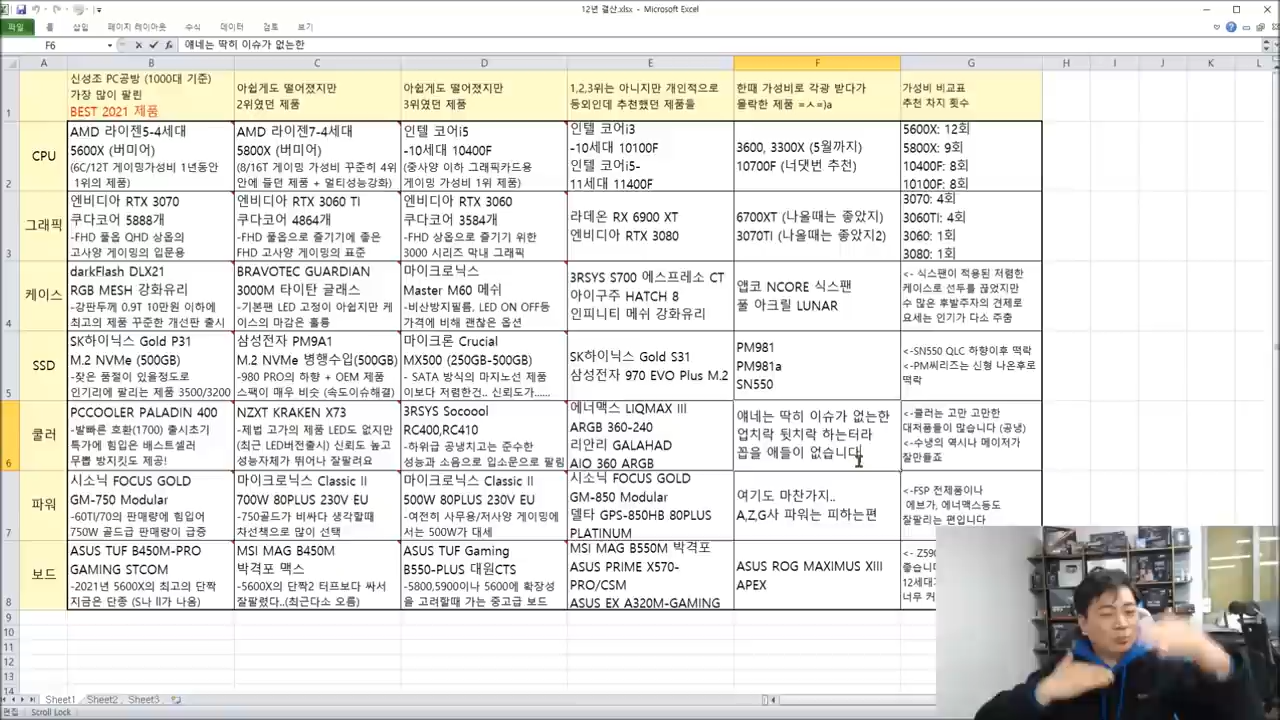 12년 결산.xlsx - Microsoft Excel
파일 홈 삽입 페이지 레이아웃 수식 데이터 검토 보기
F6 얘네는 딱히 이슈가 없는한
A B C D E F G H I J K L
1
신성조 PC공방 (1000대 기준)
가장 많이 팔린
BEST 2021 제품
아쉽게도 떨어졌지만
2위였던 제품
아쉽게도 떨어졌지만
3위였던 제품
1,2,3위는 아니지만 개인적으로
등외인데 추천했던 제품들
한때 가성비로 각광 받다가
몰락한 제품 =ㅅ=)a
가성비 비교표
추천 차지 횟수
2
CPU
AMD 라이젠5-4세대
5600X (버미어)
(6C/12T 게이밍가성비 1년동안
1위의 제품)
AMD 라이젠7-4세대
5800X (버미어)
(8/16T 게이밍 가성비 꾸준히 4위
안에 들던 제품 + 멀티성능강화)
인텔 코어i5
-10세대 10400F
(중사양 이하 그래픽카드용
게이밍 가성비 1위 제품)
인텔 코어i3
-10세대 10100F
인텔 코어i5-
11세대 11400F
3600, 3300X (5월까지)
10700F (너댓번 추천)
5600X: 12회
5800X: 9회
10400F: 8회
10100F: 8회
3
그래픽
엔비디아 RTX 3070
쿠다코어 5888개
-FHD 풀옵 QHD 상옵의
고사양 게이밍의 입문용
엔비디아 RTX 3060 TI
쿠다코어 4864개
-FHD 풀옵으로 즐기기에 좋은
FHD 고사양 게이밍의 표준
엔비디아 RTX 3060
쿠다코어 3584개
-FHD 상옵으로 즐기기 위한
3000 시리즈 막내 그래픽
라데온 RX 6900 XT
엔비디아 RTX 3080
6700XT (나올때는 좋았지)
3070TI (나올때는 좋았지2)
3070: 4회
3060TI: 4회
3060: 1회
3080: 1회
4
케이스
darkFlash DLX21
RGB MESH 강화유리
-강판두께 0.9T 10만원 이하에
최고의 제품 꾸준한 개선판 출시
BRAVOTEC GUARDIAN
3000M 타이탄 글래스
-기본팬 LED 고정이 아쉽지만 케
이스의 마감은 훌륭
마이크로닉스
Master M60 메쉬
-비산방지필름, LED ON OFF등
가격에 비해 괜찮은 옵션
3RSYS S700 에스프레소 CT
아이구주 HATCH 8
인피니티 메쉬 강화유리
앱코 NCORE 식스팬
풀 아크릴 LUNAR
<- 식스팬이 적용된 저렴한
케이스로 선두를 끊었지만
수 많은 후발주자의 견제로
요세는 인기가 다소 주춤
5
SSD
SK하이닉스 Gold P31
M.2 NVMe (500GB)
-잦은 품절이 있을정도로
인기리에 팔리는 제품 3500/3200
삼성전자 PM9A1
M.2 NVMe 병행수입(500GB)
-980 PRO의 하향 + OEM 제품
스팩이 매우 비슷 (속도이슈해결)
마이크론 Crucial
MX500 (250GB-500GB)
- SATA 방식의 마지노선 제품
이보다 저렴한건.. 신뢰도가......
SK하이닉스 Gold S31
삼성전자 970 EVO Plus M.2
PM981
PM981a
SN550
<-SN550 QLC 하향이후 떡락
<-PM씨리즈는 신형 나온후로
떡락
6
쿨러
PCCOOLER PALADIN 400
-발빠른 호환(1700) 출시초기
특가에 힘입은 배스트셀러
무뽑 방지킷도 제공!
NZXT KRAKEN X73
-제법 고가의 제품 LED도 없지만
(최근 LED버전출시) 신뢰도 높고
성능자체가 뛰어나 잘팔려요
3RSYS Socoool
RC400,RC410
-하위급 공냉치고는 준수한
성능과 소음으로 입소문으로 팔림
에너맥스 LIQMAX III
ARGB 360-240
리안리 GALAHAD
AIO 360 ARGB
얘네는 딱히 이슈가 없는한
업치락 뒷치락 하는터라
꼽을 애들이 없습니다
<-쿨러는 고만 고만한
대저품들이 많습니다 (공냉)
<-수냉의 역시나 메이저가
잘만들죠
7
파워
시소닉 FOCUS GOLD
GM-750 Modular
-60TI/70의 판매량에 힘입어
750W 골드급 판매량이 급증
마이크로닉스 Classic II
700W 80PLUS 230V EU
-750골드가 비싸다 생각할때
차선책으로 많이 선택
마이크로닉스 Classic II
500W 80PLUS 230V EU
-여전히 사무용/저사양 게이밍에
서는 500W가 대세
시소닉 FOCUS GOLD
GM-850 Modular
델타 GPS-850HB 80PLUS
PLATINUM
여기도 마찬가지..
A,Z,G사 파워는 피하는편
<-FSP 전제품이나
에브가, 에너맥스등도
잘팔리는 편입니다
8
보드
ASUS TUF B450M-PRO
GAMING STCOM
-2021년 5600X의 최고의 단짝
지금은 단종 (S나 II가 나옴)
MSI MAG B450M
박격포 맥스
-5600X의 단짝2 터프보다 싸서
잘팔렸다..(최근다소 오름)
ASUS TUF Gaming
B550-PLUS 대원CTS
-5800,5900이나 5600에 확장성
을 고려할때 가는 중고급 보드
MSI MAG B550M 박격포
ASUS PRIME X570-
PRO/CSM
ASUS EX A320M-GAMING
ASUS ROG MAXIMUS XIII
APEX
<- Z590
좋습니
12세대
너무 커
9
10
11
12
13
14
Sheet1 Sheet2 Sheet3
편집 Scroll Lock